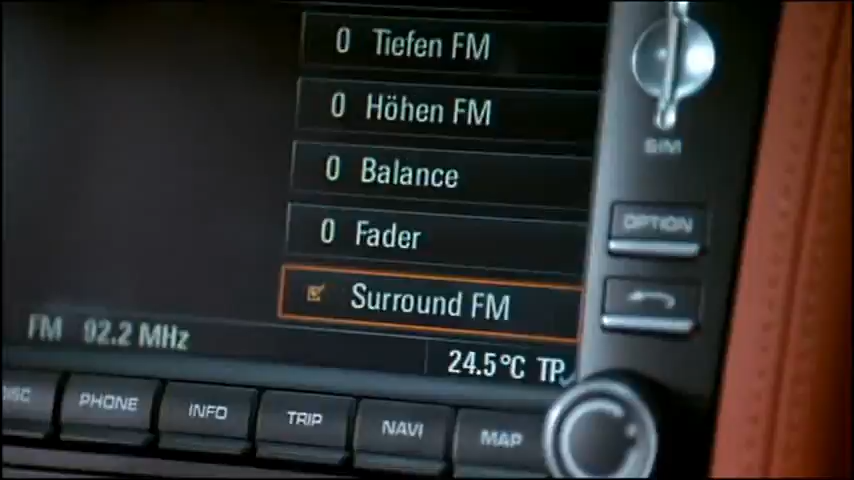 0 Tiefen FM
0 Höhen FM
0 Balance
0 Fader
Surround FM
FM 92.2 MHz
24.5°C TP
SIM
OPTION
DISC
PHONE
INFO
TRIP
NAVI
MAP